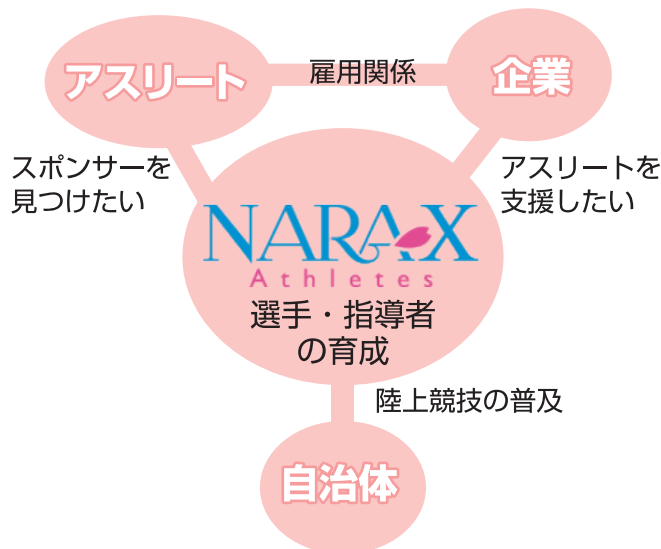 アスリート
雇用関係
企業
スポンサーを
見つけたい
アスリートを
支援したい
NARA-X
Athletes
選手・指導者
の育成
陸上競技の普及
自治体